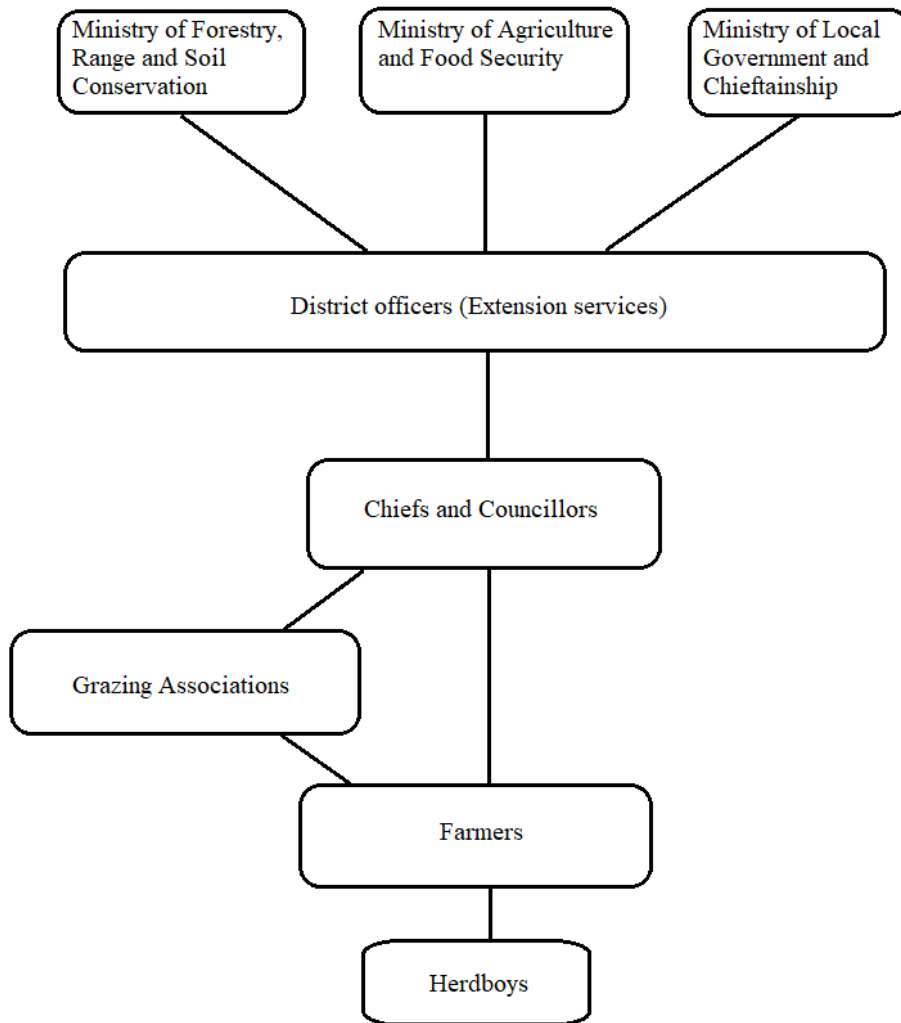 Ministry of Forestry,
Range and Soil
Conservation
Ministry of Agriculture
and Food Security
Ministry of Local
Government and
Chieftainship
District officers (Extension services)
Chiefs and Councillors
Grazing Associations
Farmers
Herdboys